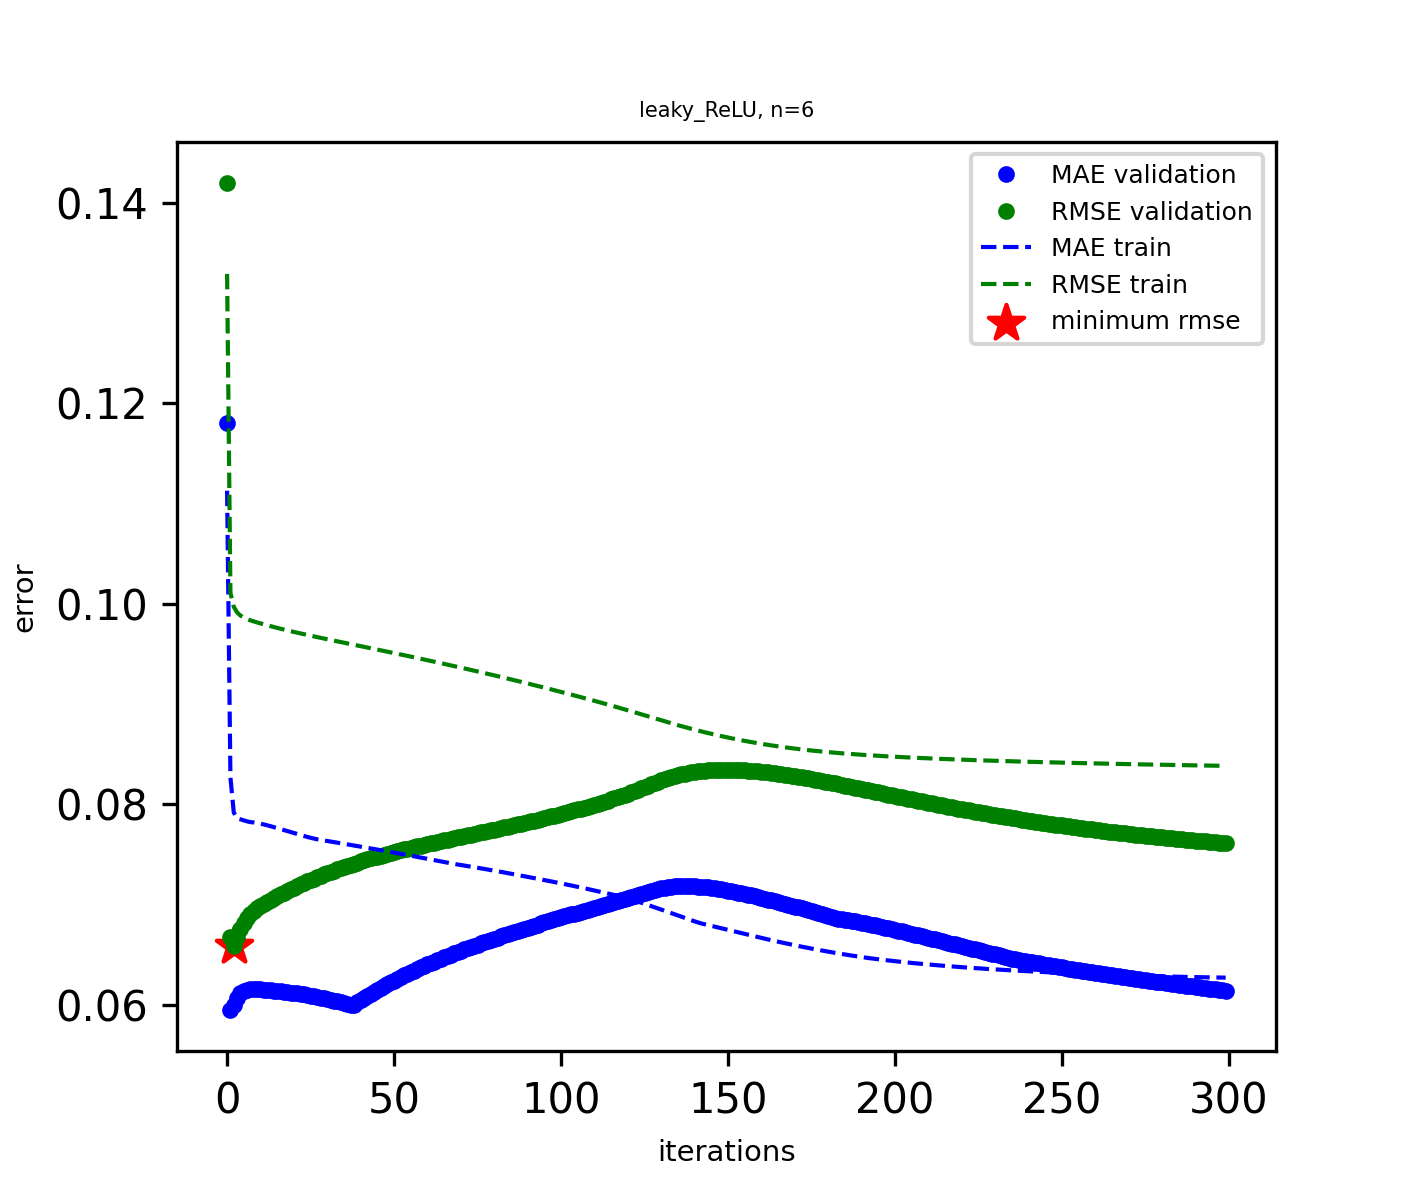 leaky_ReLU, n=6
MAE validation
RMSE validation
MAE train
RMSE train
minimum rmse
error
0.14
0.12
0.10
0.08
0.06
0 50 100 150 200 250 300
iterations